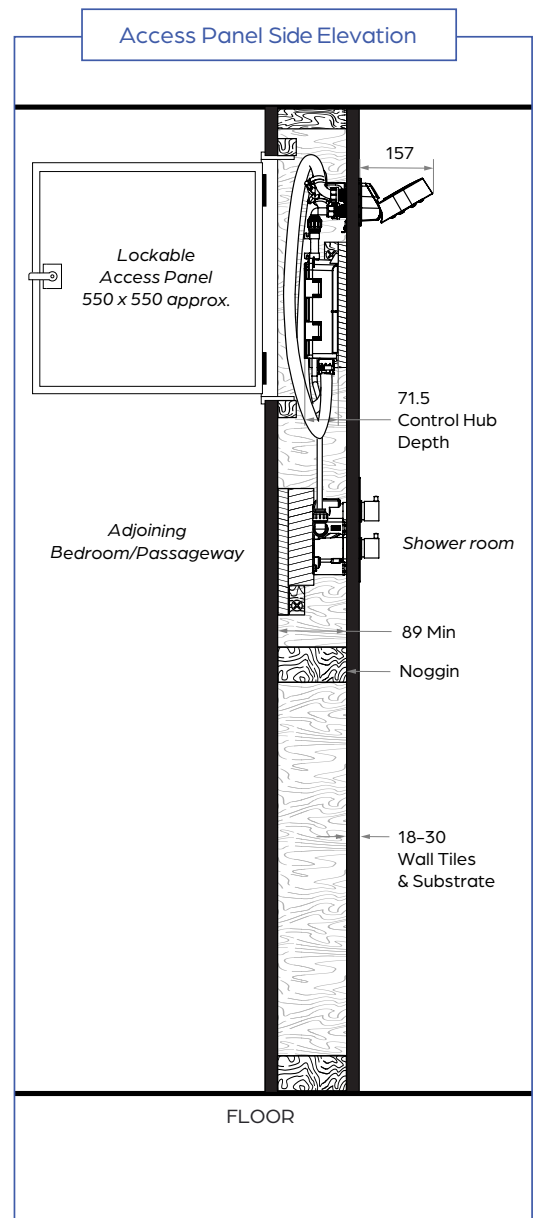 Access Panel Side Elevation
157
Lockable
Access Panel
550 x 550 approx.
71.5
Control Hub
Depth
Adjoining
Bedroom/Passageway
Shower room
89 Min
Noggin
18-30
Wall Tiles
& Substrate
FLOOR